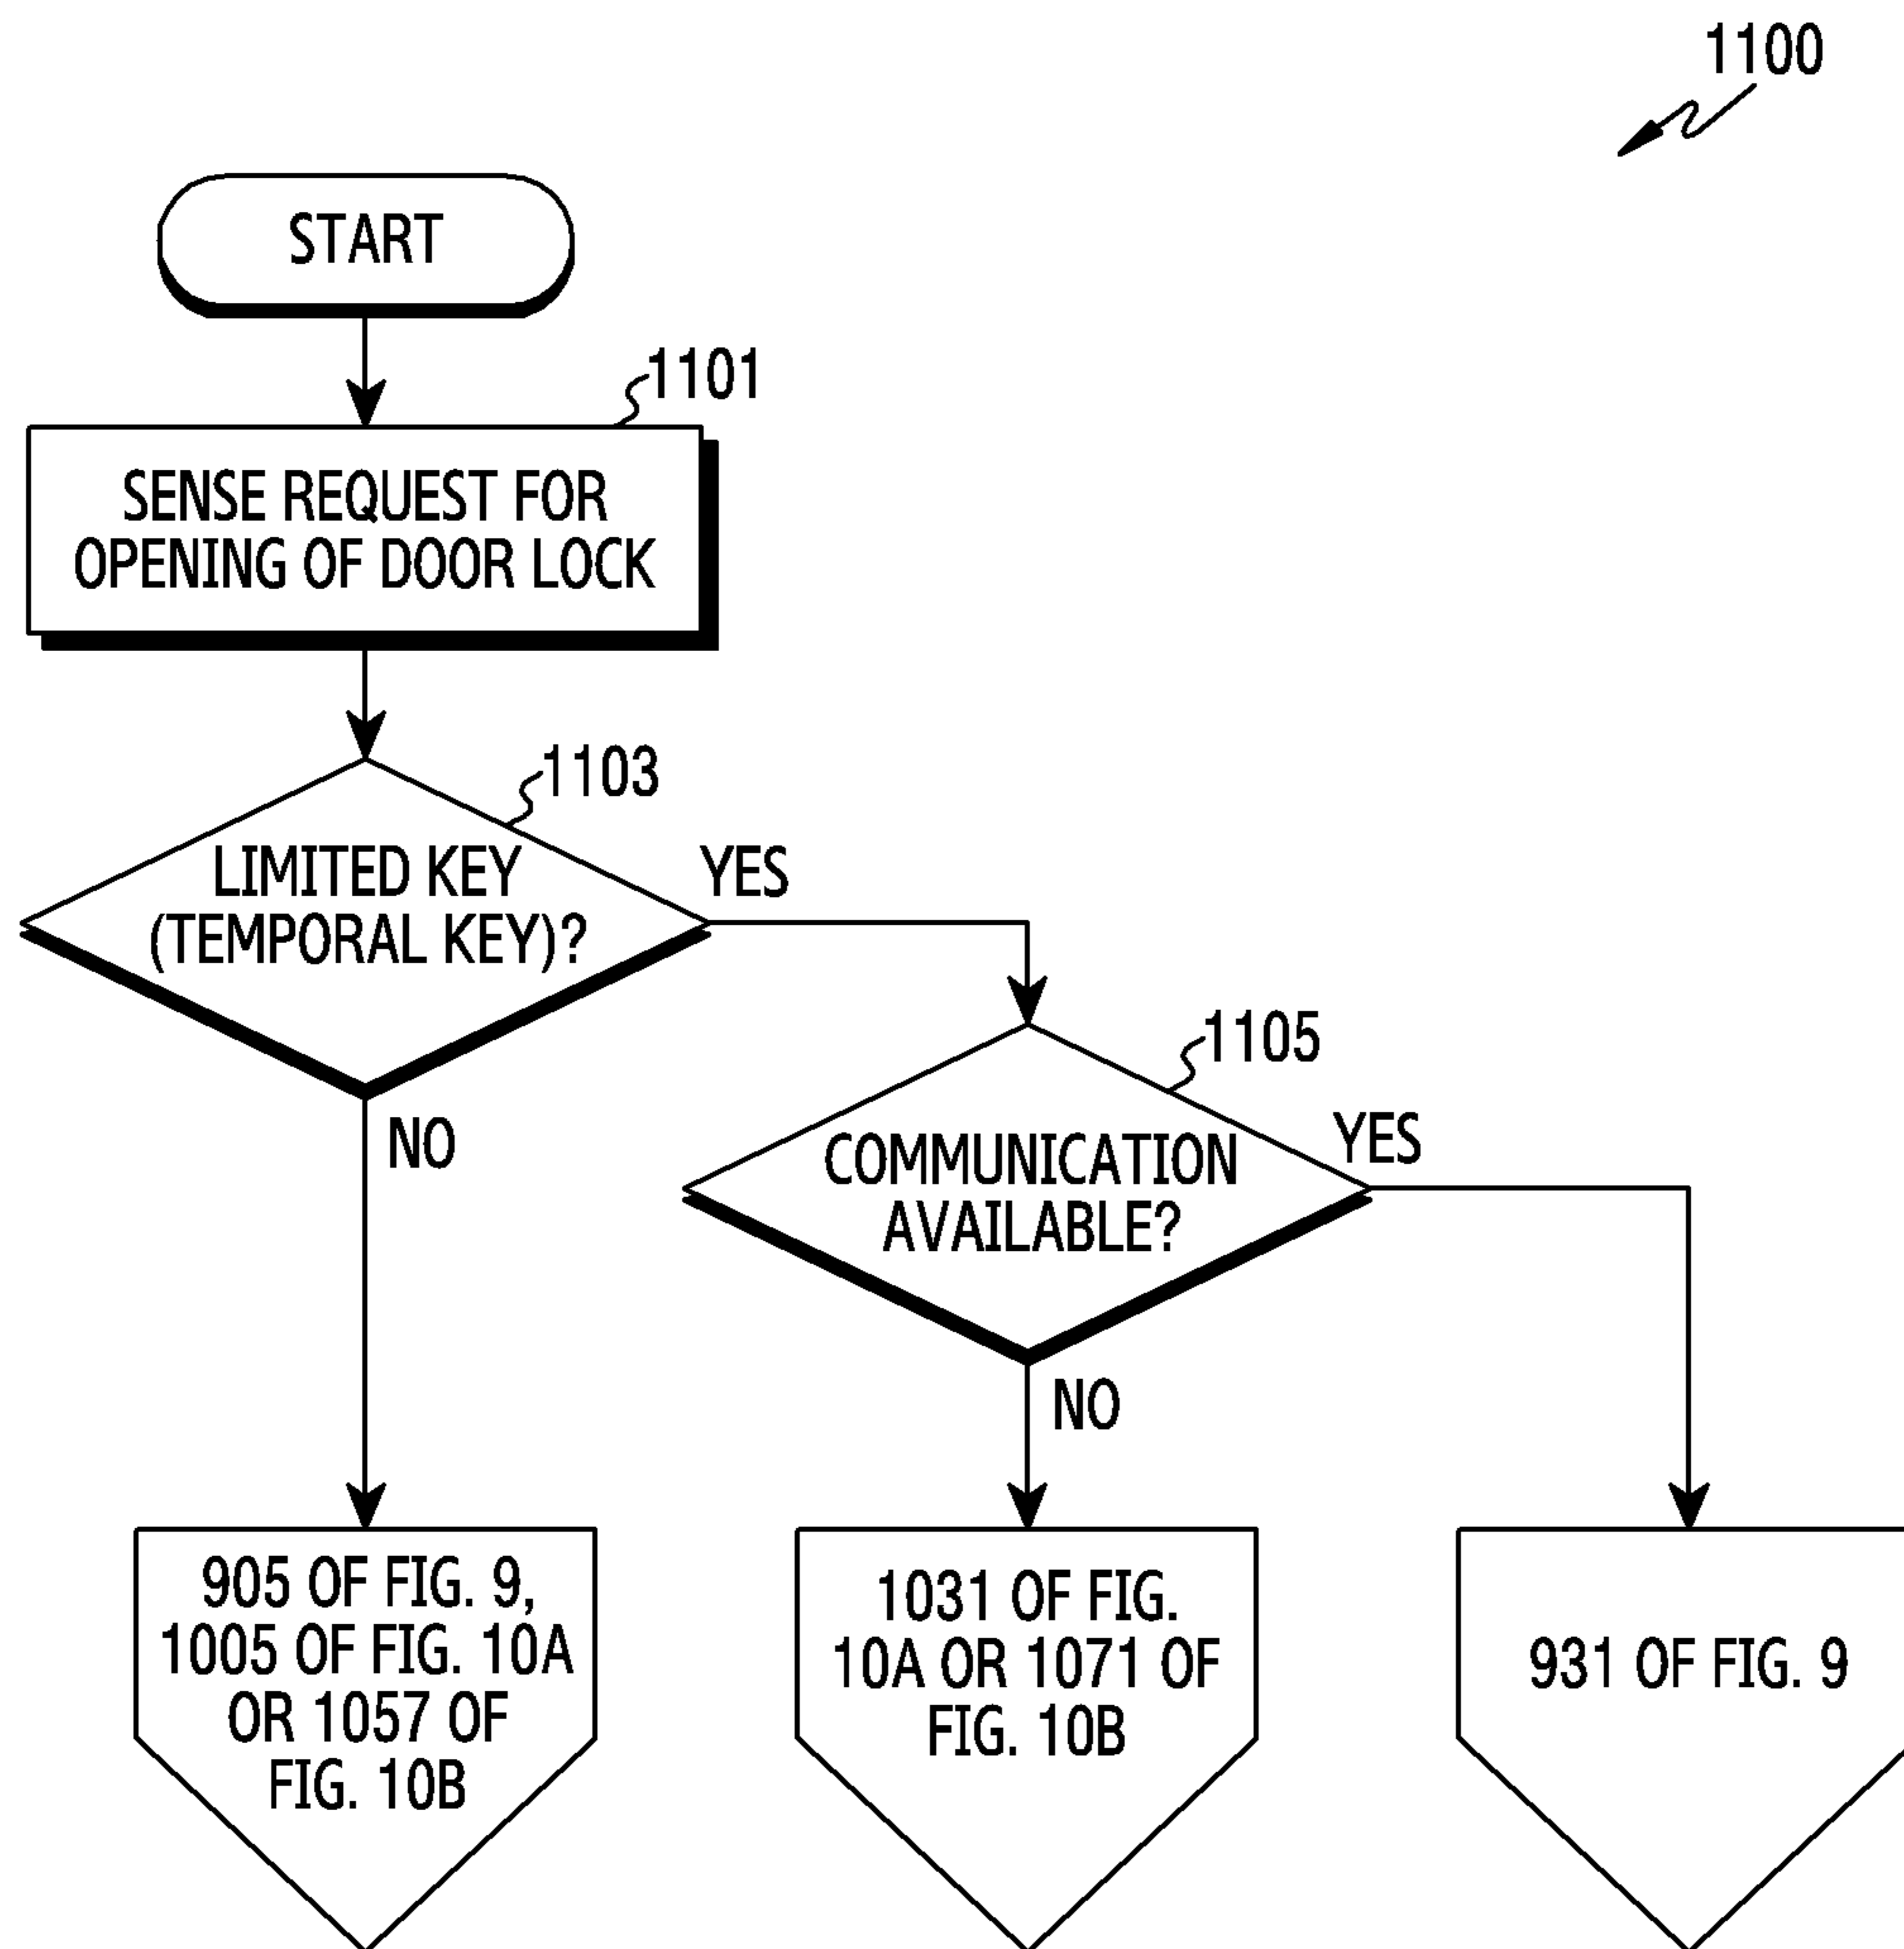 1100
START
1101
SENSE REQUEST FOR
OPENING OF DOOR LOCK
1103
LIMITED KEY
(TEMPORAL KEY)?
YES
NO
1105
COMMUNICATION
AVAILABLE?
YES
NO
905 OF FIG. 9,
1005 OF FIG. 10A
OR 1057 OF
FIG. 10B
1031 OF FIG.
10A OR 1071 OF
FIG. 10B
931 OF FIG. 9